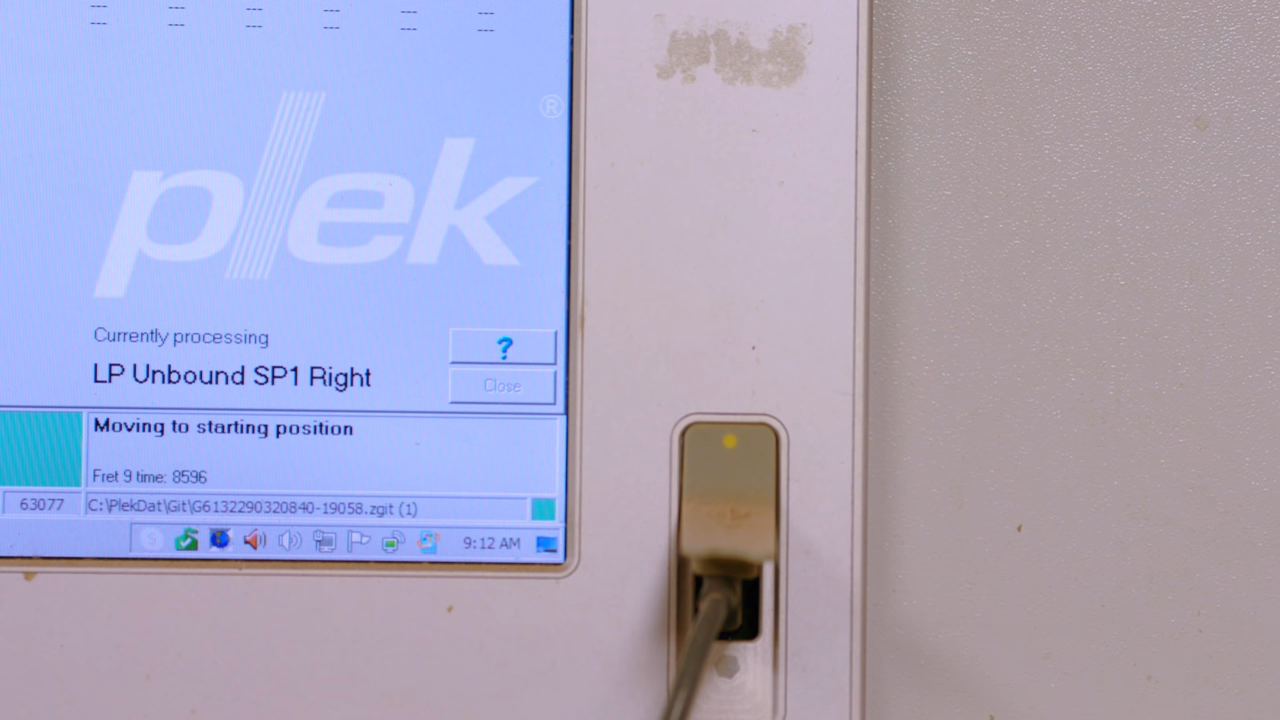 --- --- --- --- --- ---
--- --- --- --- --- ---
plek ®
Currently processing
?
LP Unbound SP1 Right
Close
Moving to starting position
Fret 9 time: 8596
63077 C:\PlekDat\Git\G6132290320840-19058.zgit (1)
9:12 AM